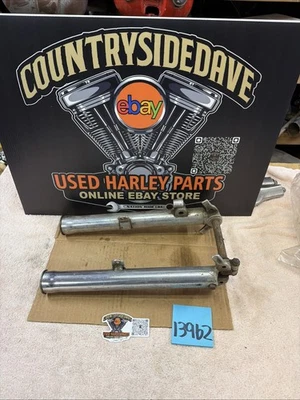 COUNTRYSIDEDAVE
ebay
USED HARLEY PARTS
ONLINE EBAY STORE
13962